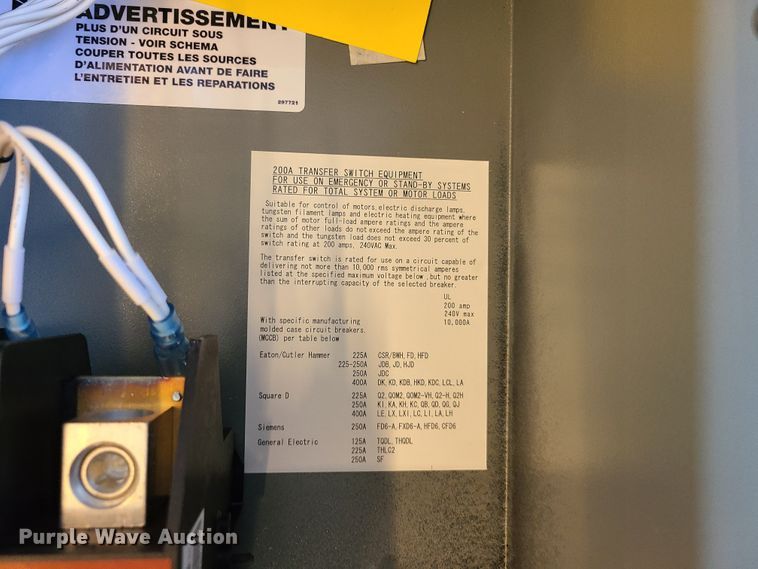 ADVERTISSEMENT
PLUS D'UN CIRCUIT SOUS
TENSION - VOIR SCHEMA
COUPER TOUTES LES SOURCES
D'ALIMENTATION AVANT DE FAIRE
L'ENTRETIEN ET LES REPARATIONS
297721
200A TRANSFER SWITCH EQUIPMENT
FOR USE ON EMERGENCY OR STAND-BY SYSTEMS
RATED FOR TOTAL SYSTEM OR MOTOR LOADS
Suitable for control of motors, electric discharge lamps,
tungsten filament lamps and electric heating equipment where
the sum of motor full-load ampere ratings and the ampere
ratings of other loads do not exceed the ampere rating of the
switch and the tungsten load does not exceed 30 percent of
switch rating at 200 amps, 240VAC Max.
The transfer switch is rated for use on a circuit capable of
delivering not more than 10,000 rms symmetrical amperes
listed at the specified maximum voltage below, but no greater
than the interrupting capacity of the selected breaker.
UL
200 amp
240V max
With specific manufacturing 10,000A
molded case circuit breakers.
(MCCB) per table below
Eaton/Cutler Hammer 225A CSR/BWH, FD, HFD
225-250A JDB, JD, HJD
250A JDC
400A DK, KD, KDB, HKD, KDC, LCL, LA
Square D 225A Q2, QOM2, QOM2-VH, Q2-H, Q2H
250A KI, KA, KH, KC, QB, QD, QG, QJ
400A LE, LX, LXI, LC, LI, LA, LH
Siemens 250A FD6-A, FXD6-A, HFD6, CFD6
General Electric 125A TQDL, THQDL
225A THLC2
250A SF
Purple Wave Auction